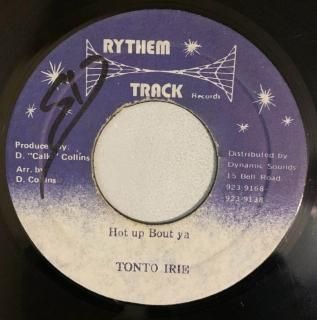 RYTHEM
TRACK
Records
Produced By:
D. "Calla" Collins
Arr. by
D. Collins
Distributed by
Dynamic Sounds
15 Bell Road
923-9168
923-9138
Hot up Bout ya
TONTO IRIE